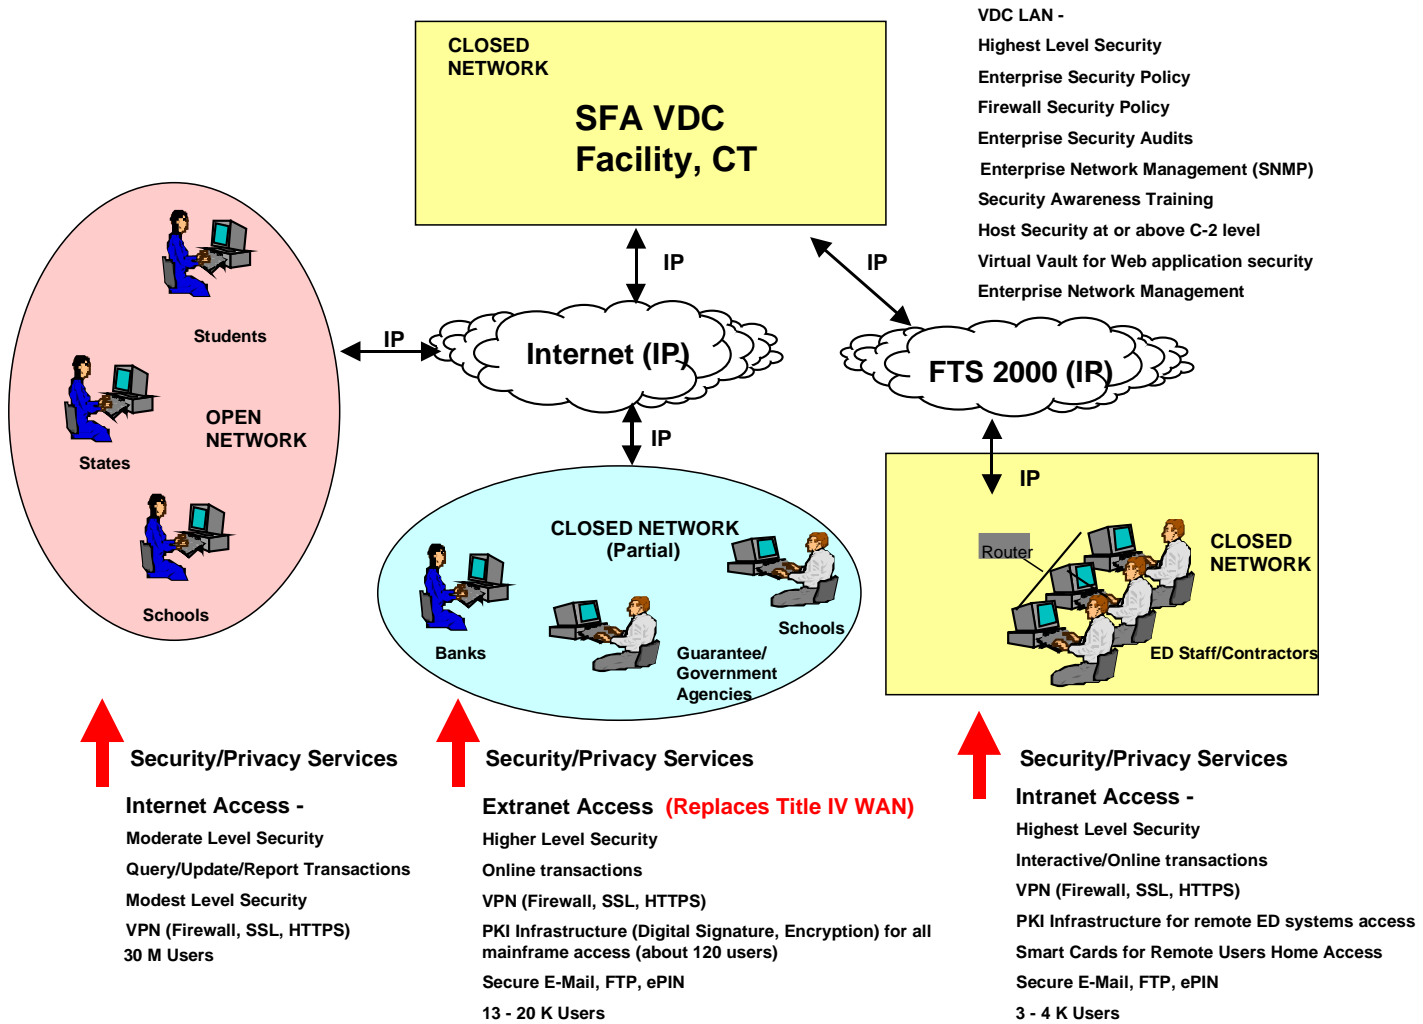 CLOSED
NETWORK
SFA VDC
Facility, CT
VDC LAN -
Highest Level Security
Enterprise Security Policy
Firewall Security Policy
Enterprise Security Audits
Enterprise Network Management (SNMP)
Security Awareness Training
Host Security at or above C-2 level
Virtual Vault for Web application security
Enterprise Network Management
IP
IP
Students
IP
Internet (IP)
FTS 2000 (IP)
OPEN
NETWORK
States
Schools
IP
IP
CLOSED NETWORK
(Partial)
Banks
Guarantee/
Government
Agencies
Schools
Router
CLOSED
NETWORK
ED Staff/Contractors
Security/Privacy Services
Internet Access -
Moderate Level Security
Query/Update/Report Transactions
Modest Level Security
VPN (Firewall, SSL, HTTPS)
30 M Users
Security/Privacy Services
Extranet Access (Replaces Title IV WAN)
Higher Level Security
Online transactions
VPN (Firewall, SSL, HTTPS)
PKI Infrastructure (Digital Signature, Encryption) for all
mainframe access (about 120 users)
Secure E-Mail, FTP, ePIN
13 - 20 K Users
Security/Privacy Services
Intranet Access -
Highest Level Security
Interactive/Online transactions
VPN (Firewall, SSL, HTTPS)
PKI Infrastructure for remote ED systems access
Smart Cards for Remote Users Home Access
Secure E-Mail, FTP, ePIN
3 - 4 K Users